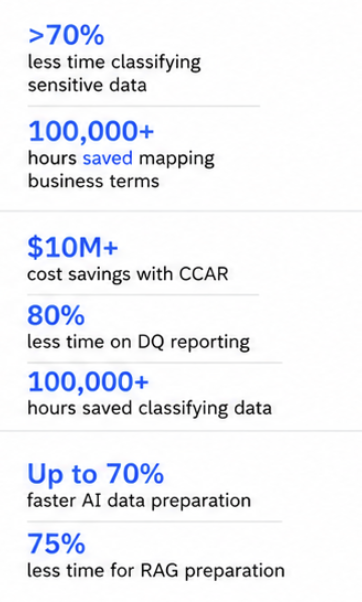 >70%
less time classifying
sensitive data
100,000+
hours saved mapping
business terms
$10M+
cost savings with CCAR
80%
less time on DQ reporting
100,000+
hours saved classifying data
Up to 70%
faster AI data preparation
75%
less time for RAG preparation